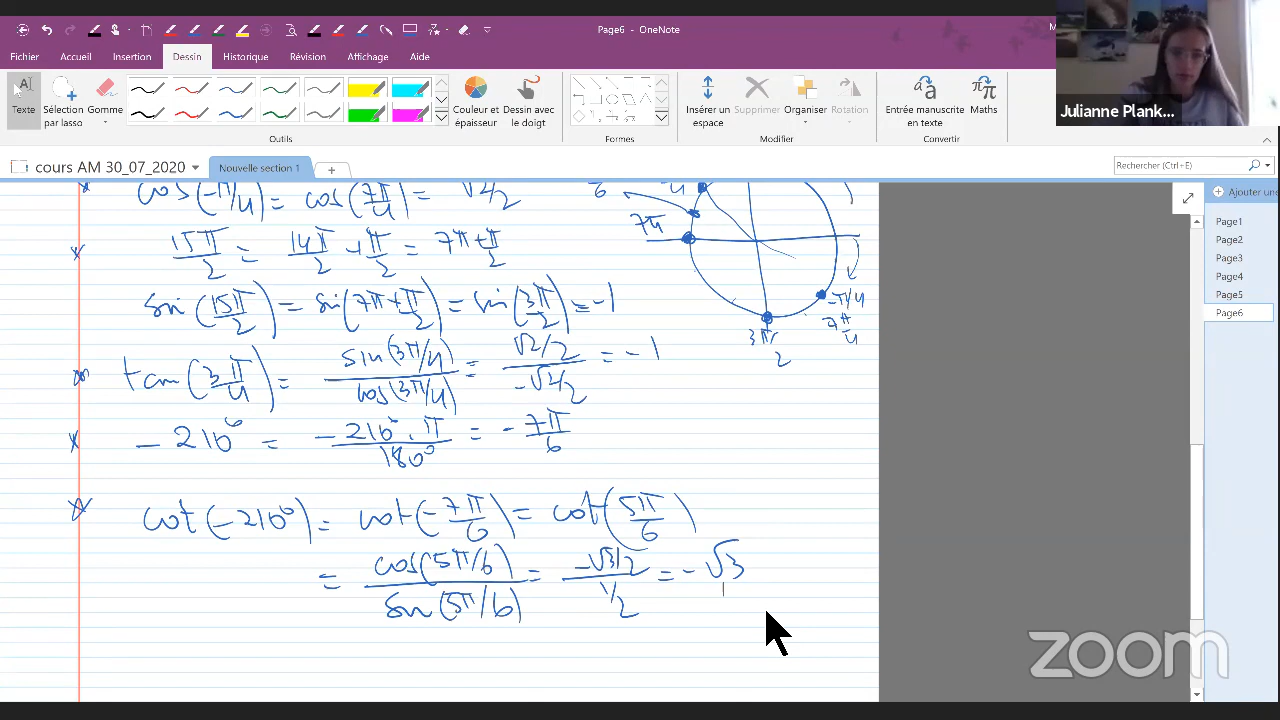 Page6 - OneNote
Fichier Accueil Insertion Dessin Historique Révision Affichage Aide
Texte
Sélection par lasso
Gomme
Couleur et épaisseur
Dessin avec le doigt
Insérer un espace
Supprimer
Organiser
Rotation
Entrée manuscrite en texte
Maths
Outils
Formes
Modifier
Convertir
Julianne Plank...
cours AM 30_07_2020
Nouvelle section 1
+
Rechercher (Ctrl+E)
Ajouter une
Page1
Page2
Page3
Page4
Page5
Page6
cos(-π/4) = cos(7π/4) = √2/2
15π/2 = 14π/2 + π/2 = 7π + π/2
sin(15π/2) = sin(7π + π/2) = sin(3π/2) = -1
tan(3π/4) = sin(3π/4)/cos(3π/4) = √2/2 / -√2/2 = -1
-210° = -210°·π/180° = -7π/6
cot(-210°) = cot(-7π/6) = cot(5π/6)
= cos(5π/6)/sin(5π/6) = -√3/2 / 1/2 = -√3
7π
-π/4
7π/4
3π/2
zoom